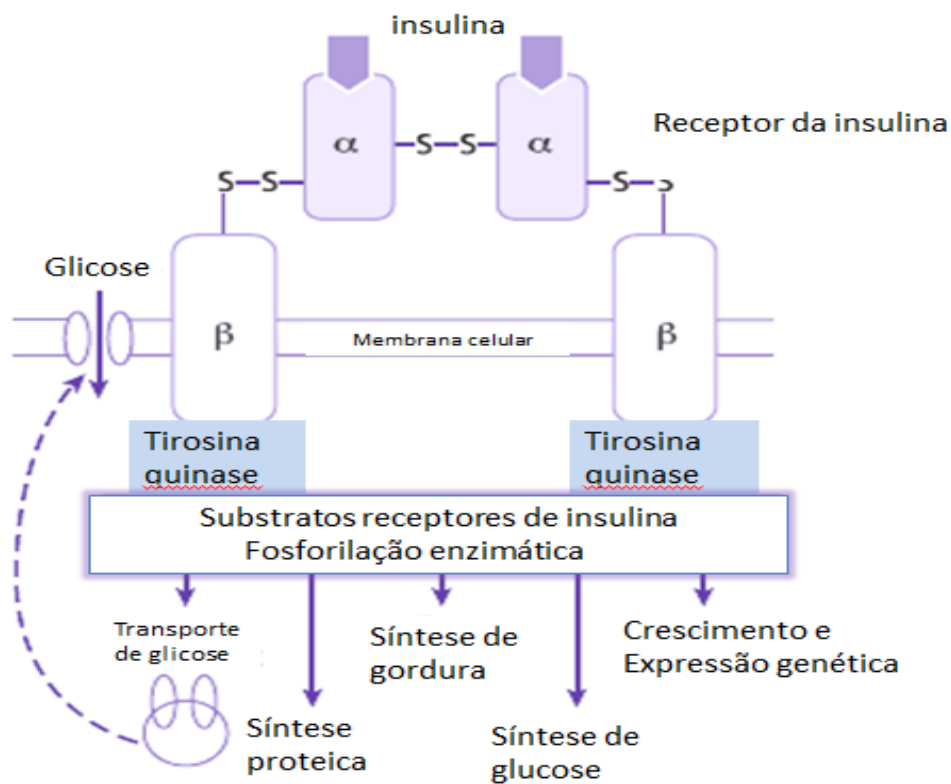 insulina
α
S
S
α
Receptor da insulina
S
S
S
Glicose
β
Membrana celular
β
Tirosina
quinase
Tirosina
quinase
Substratos receptores de insulina
Fosforilação enzimática
Transporte
de glicose
Síntese de
gordura
Crescimento e
Expressão genética
Síntese
proteica
Síntese de
glucose